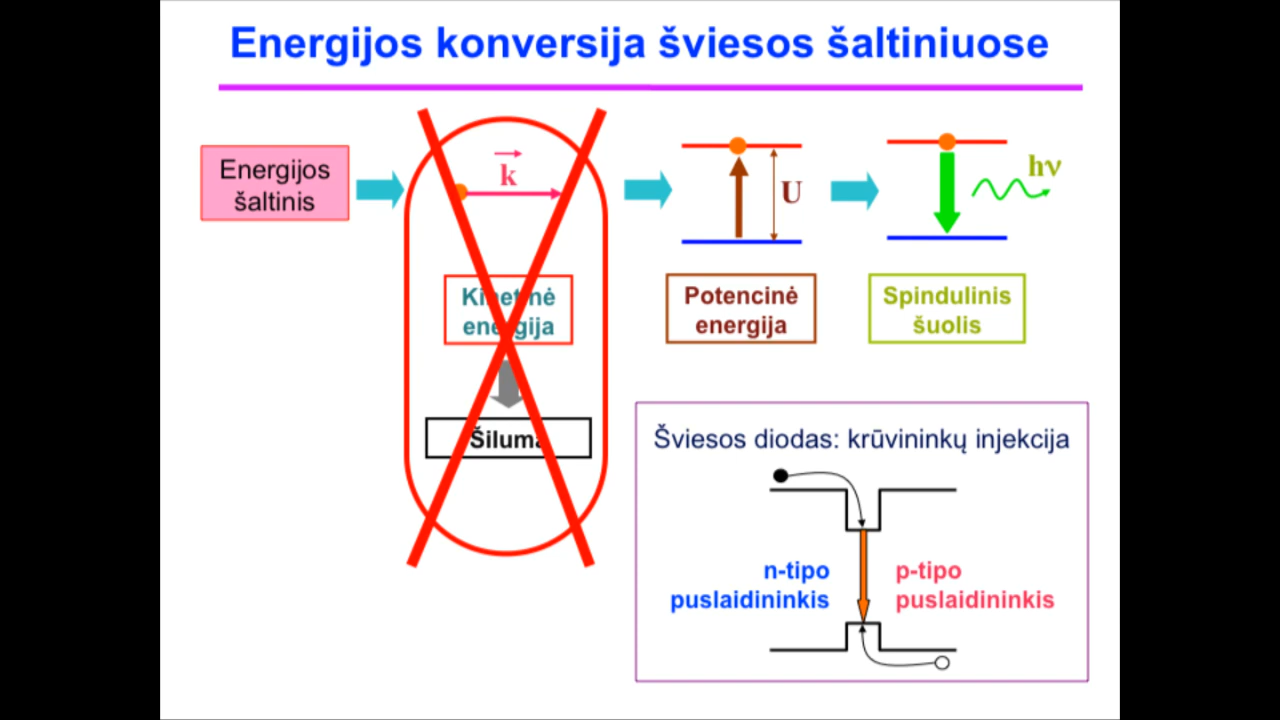 Energijos konversija šviesos šaltiniuose
Energijos
šaltinis
k
Kinetinė
energija
Šiluma
U
Potencinė
energija
hν
Spindulinis
šuolis
Šviesos diodas: krūvininkų injekcija
n-tipo
puslaidininkis
p-tipo
puslaidininkis